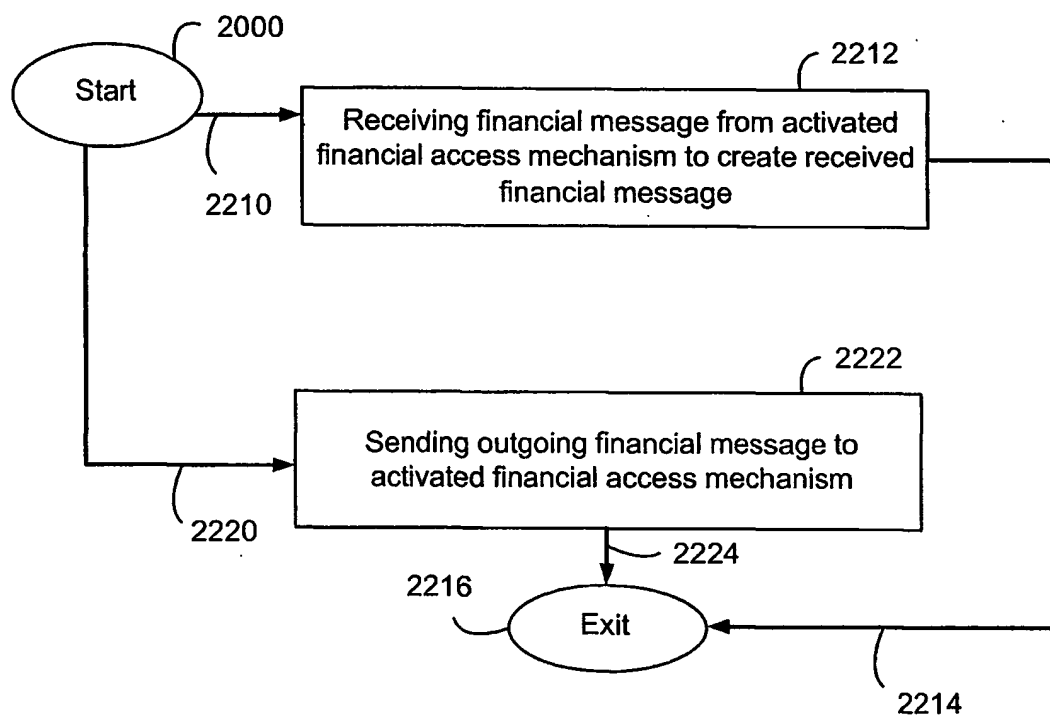 2000
Start
2212
Receiving financial message from activated
financial access mechanism to create received
financial message
2210
2222
Sending outgoing financial message to
activated financial access mechanism
2220
2224
2216
Exit
2214